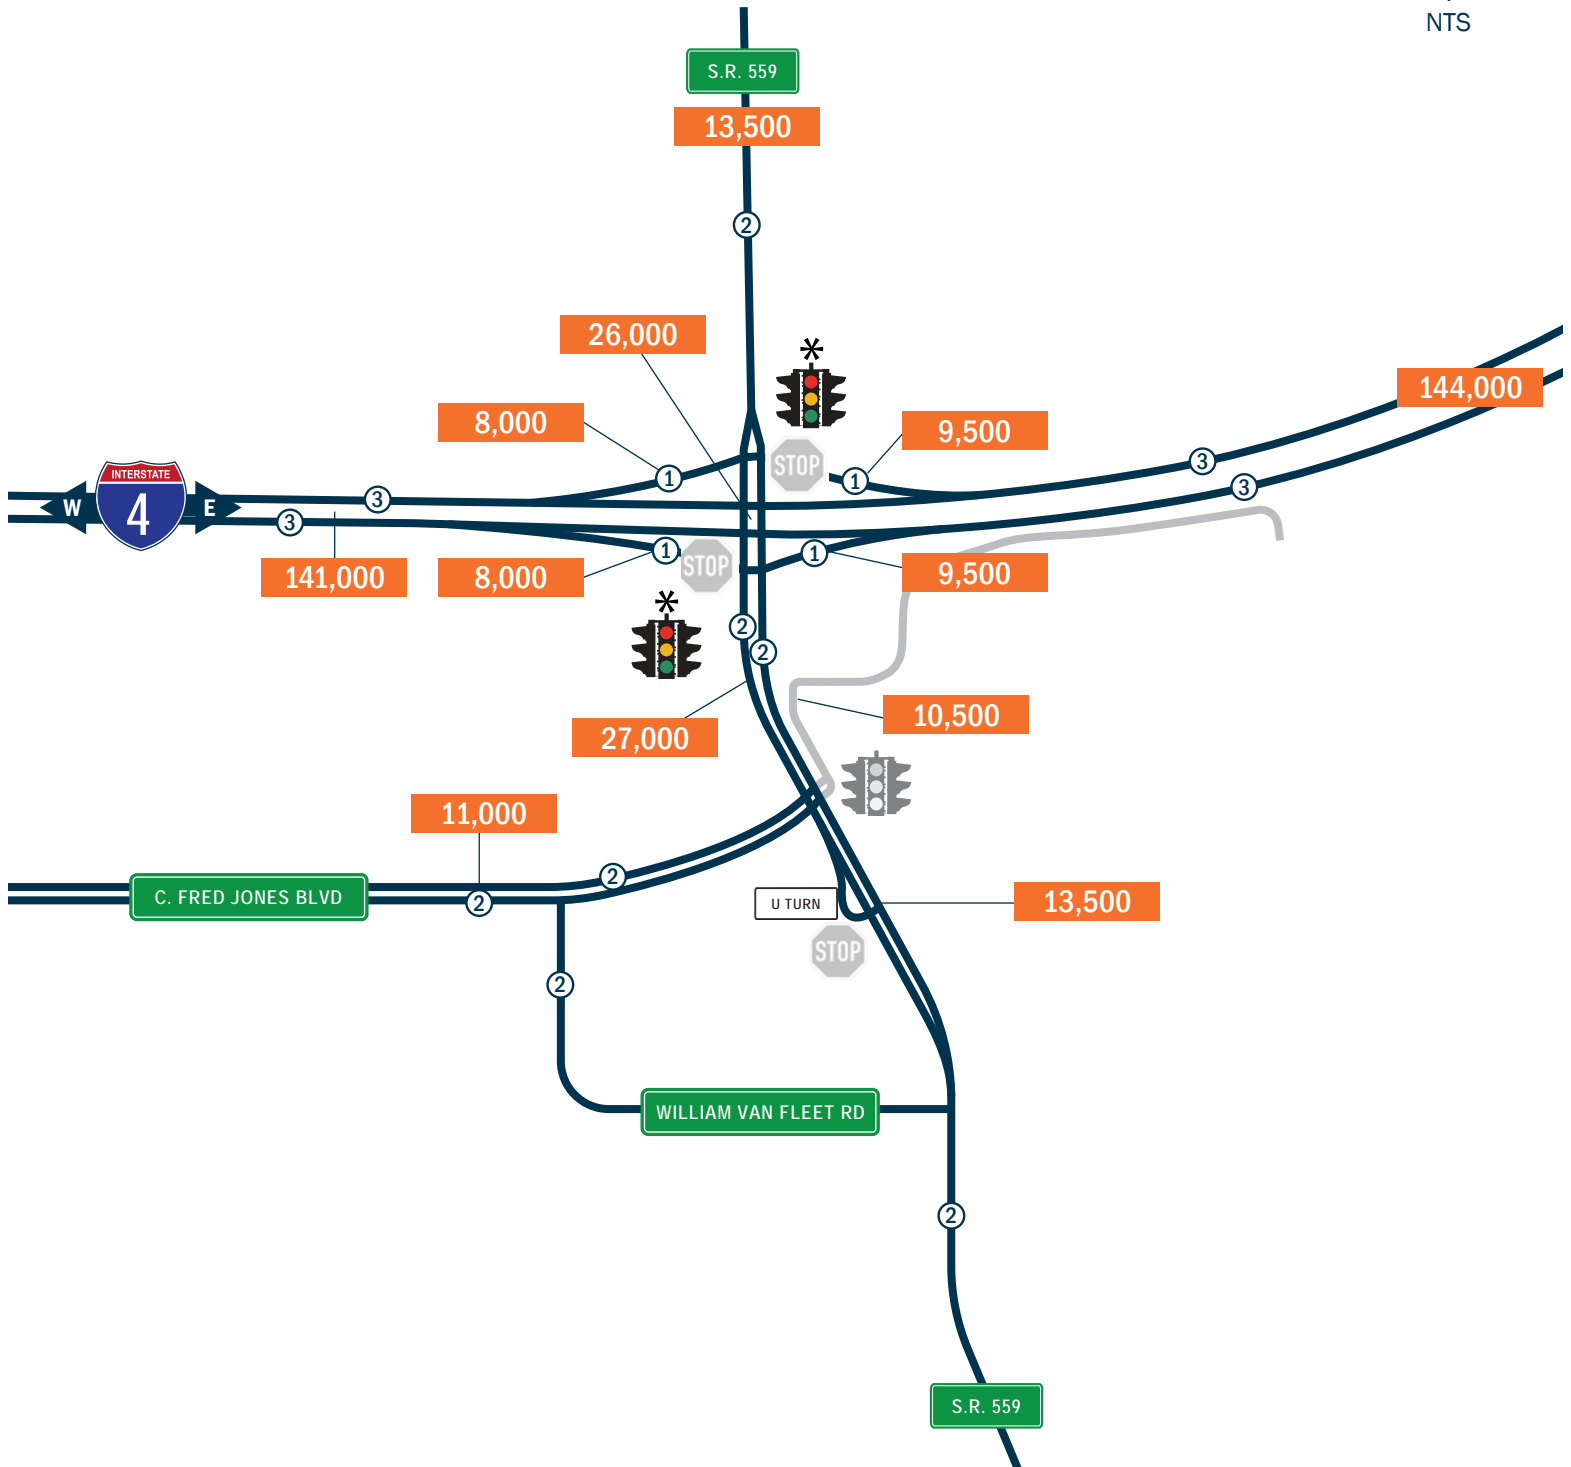 NTS
S.R. 559
13,500
2
26,000
*
144,000
8,000
9,500
STOP
3
1
1
INTERSTATE
4
W
E
3
3
3
1
1
STOP
141,000
8,000
9,500
*
2
2
10,500
27,000
11,000
2
2
C. FRED JONES BLVD
U TURN
13,500
STOP
2
WILLIAM VAN FLEET RD
2
S.R. 559